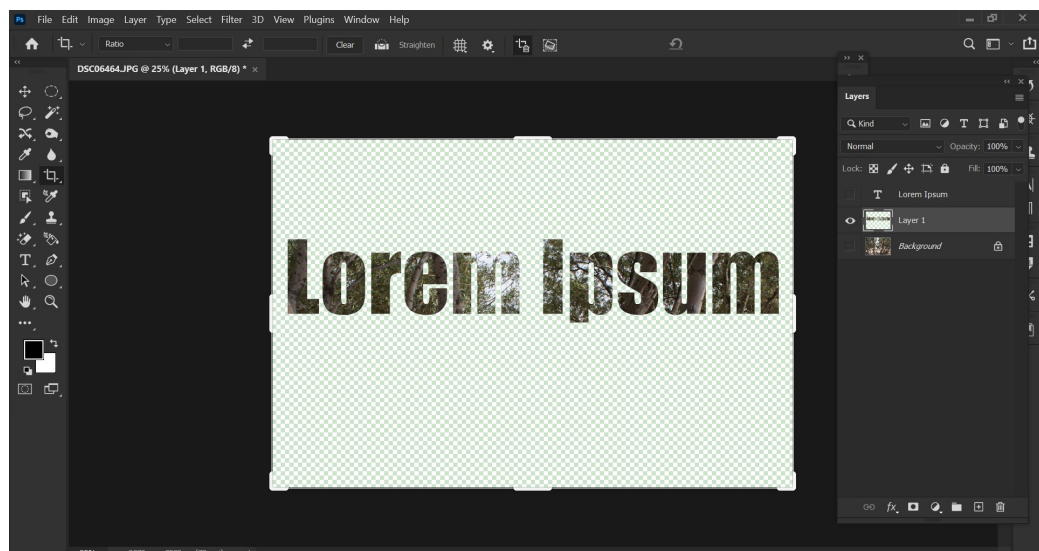 Ps File Edit Image Layer Type Select Filter 3D View Plugins Window Help
Ratio Clear Straighten
DSC06464.JPG @ 25% (Layer 1, RGB/8) * ×
Layers
Kind
Normal Opacity: 100%
Lock: Fill: 100%
Lorem Ipsum
Layer 1
Background
Lorem Ipsum